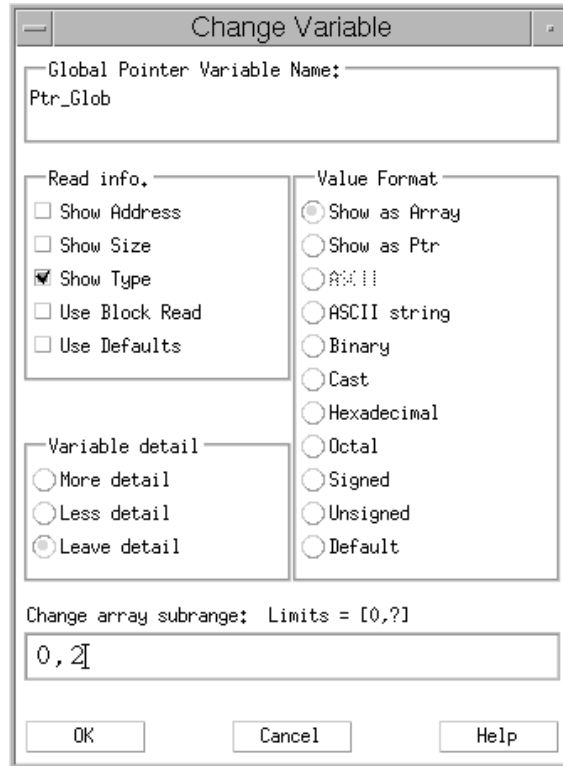 Change Variable
Global Pointer Variable Name:
Ptr_Glob
Read info.
Show Address
Show Size
Show Type
Use Block Read
Use Defaults
Value Format
Show as Array
Show as Ptr
ASCII
ASCII string
Binary
Cast
Hexadecimal
Octal
Signed
Unsigned
Default
Variable detail
More detail
Less detail
Leave detail
Change array subrange: Limits = [0,?]
0,2
OK Cancel Help